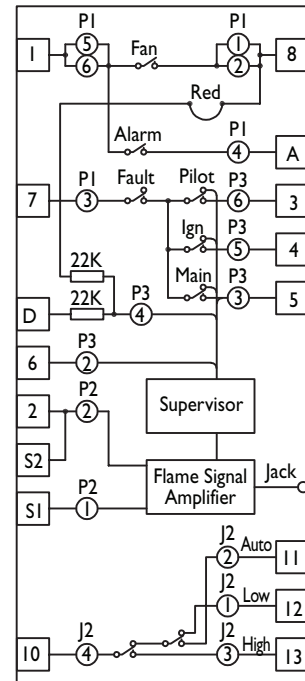 P1 P1
1 5 Fan 1 8
6 2
Red
Alarm P1
4 A
7 P1 Fault Pilot P3 3
3 6
Ign P3
5 4
22K Main P3
3 5
D 22K P3
4
6 P3
2
2 P2
2
Supervisor
S2
Flame Signal Jack
Amplifier
S1 P2
1
J2 Auto 11
2
J2 Low 12
1
10 J2 J2 High 13
4 3